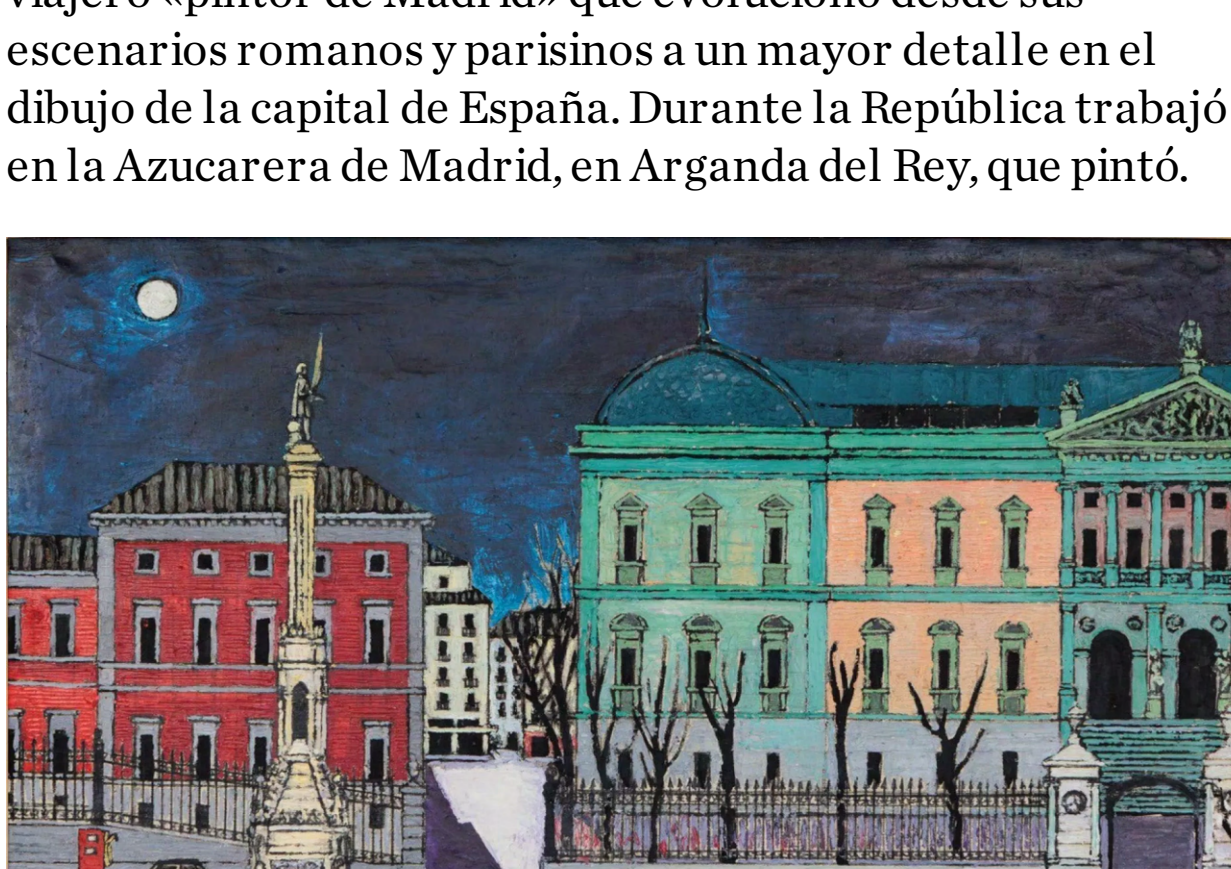 viajero «pintor de Madrid» que evolucionó desde sus
escenarios romanos y parisinos a un mayor detalle en el
dibujo de la capital de España. Durante la República trabajó
en la Azucarera de Madrid, en Arganda del Rey, que pintó.